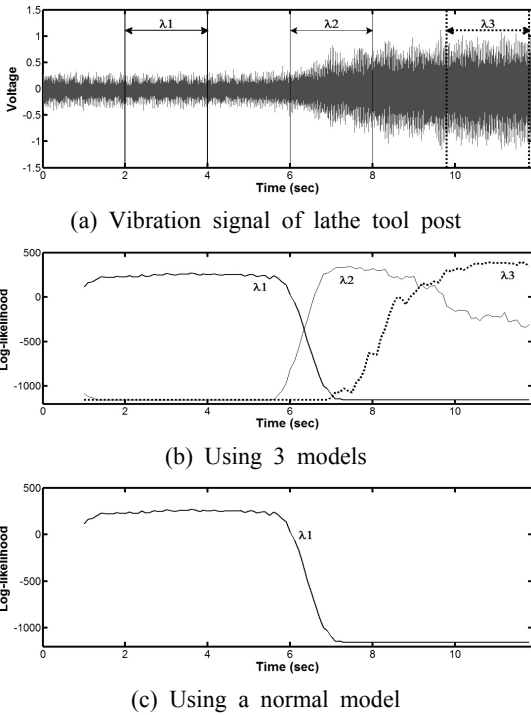 1.5
1
0.5
0
-0.5
-1
-1.5
Voltage
λ1
λ2
λ3
0 2 4 6 8 10
Time (sec)
(a) Vibration signal of lathe tool post
500
0
-500
-1000
Log-likelihood
λ1
λ2
λ3
0 2 4 6 8 10
Time (sec)
(b) Using 3 models
500
0
-500
-1000
Log-likelihood
λ1
0 2 4 6 8 10
Time (sec)
(c) Using a normal model